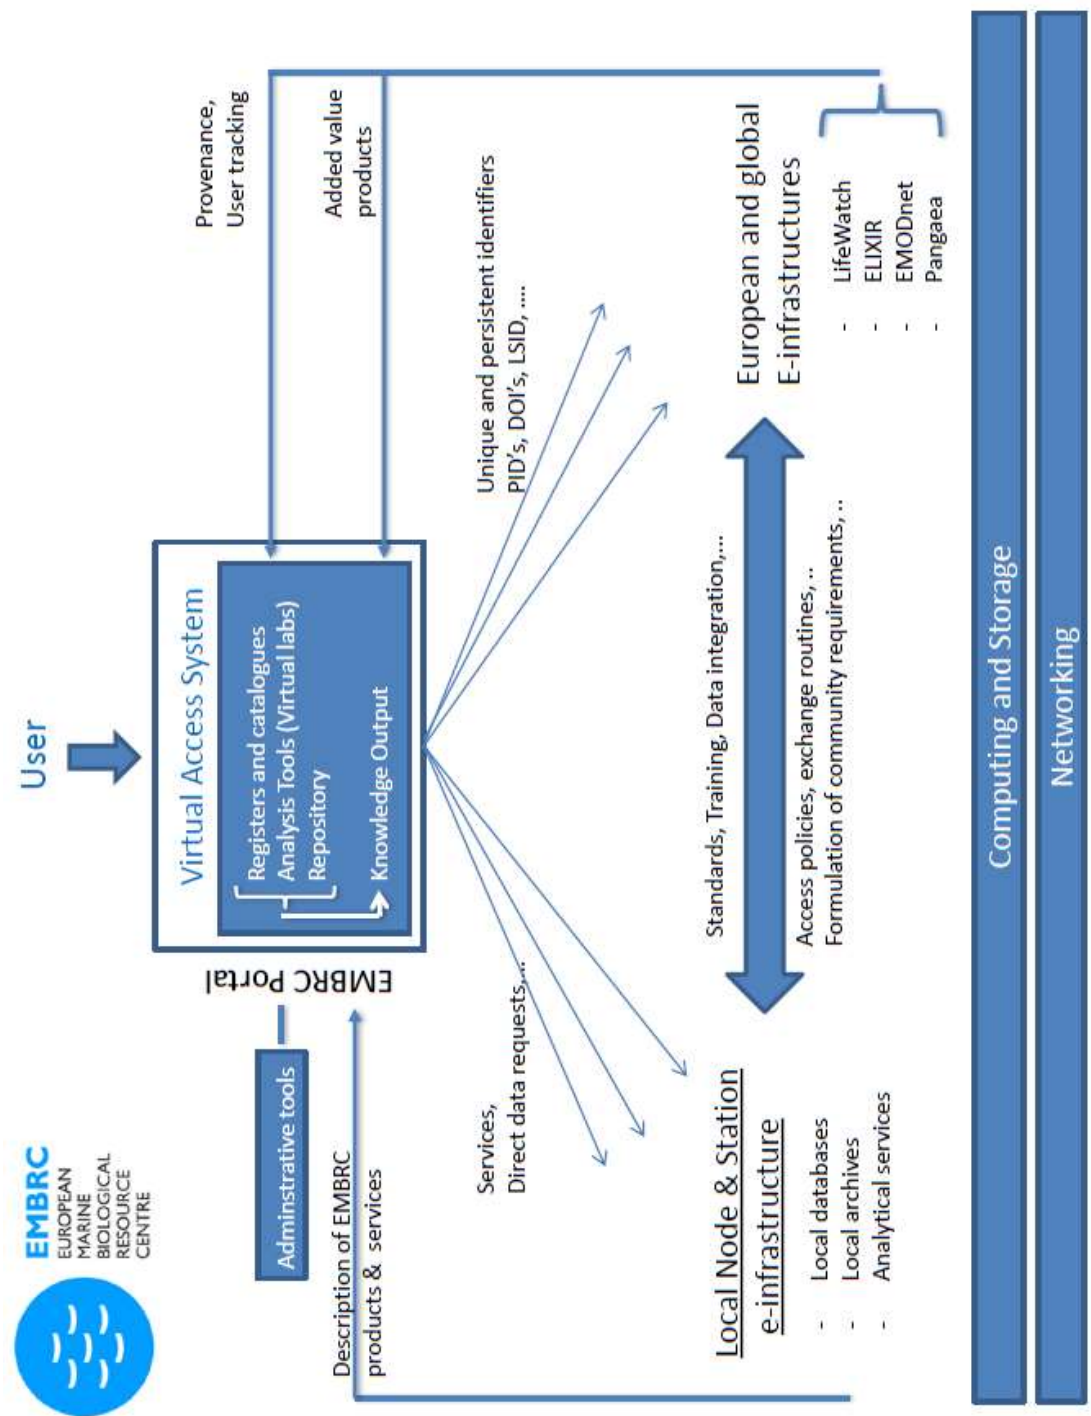 EMBRC
EUROPEAN
MARINE
BIOLOGICAL
RESOURCE
CENTRE
User
Virtual Access System
Registers and catalogues
Analysis Tools (Virtual labs)
Repository
Knowledge Output
EMBRC Portal
Adminstrative tools
Description of EMBRC
products & services
Provenance,
User tracking
Added value
products
Services,
Direct data requests,...
Unique and persistent identifiers
PID's, DOI's, LSID, ....
Local Node & Station
e-infrastructure
- Local databases
- Local archives
- Analytical services
Standards, Training, Data integration,...
Access policies, exchange routines, ..
Formulation of community requirements, ..
European and global
E-infrastructures
- LifeWatch
- ELIXIR
- EMODnet
- Pangaea
Computing and Storage
Networking